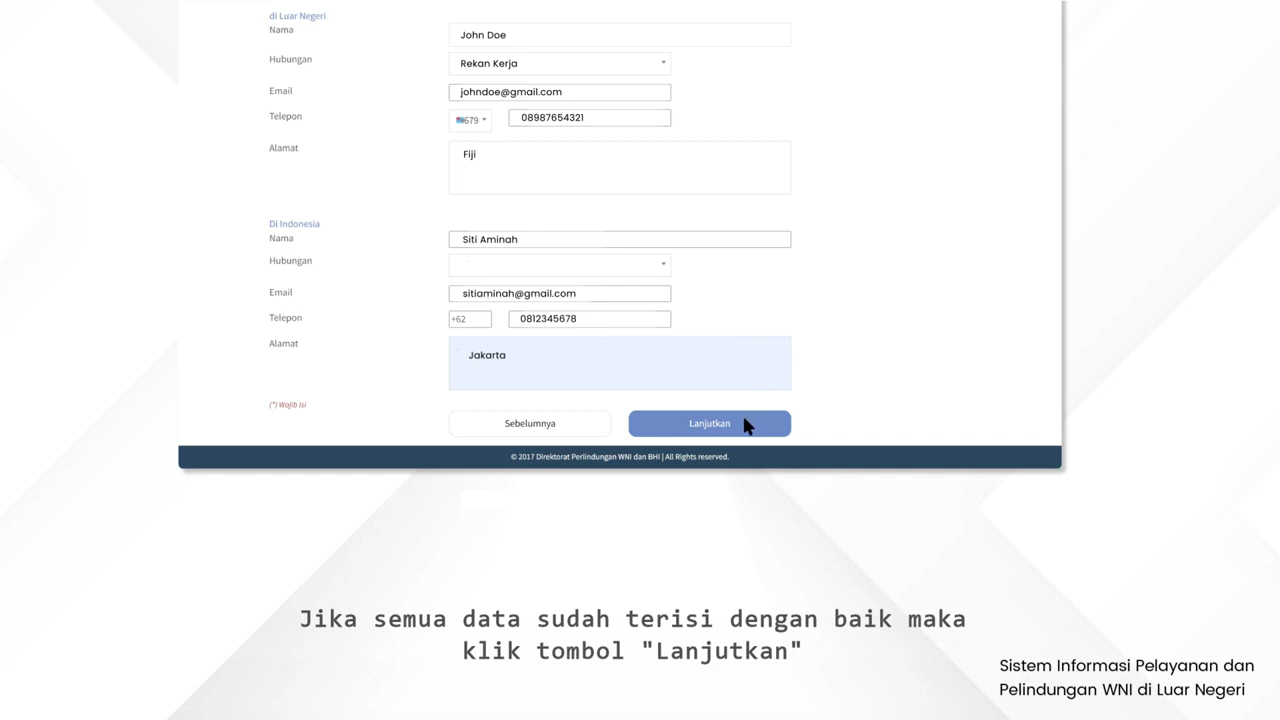 di Luar Negeri
Nama
John Doe
Hubungan
Rekan Kerja
Email
johndoe@gmail.com
Telepon
679
08987654321
Alamat
Fiji
Di Indonesia
Nama
Siti Aminah
Hubungan
Email
sitiaminah@gmail.com
Telepon
+62
0812345678
Alamat
Jakarta
(*) Wajib Isi
Sebelumnya
Lanjutkan
© 2017 Direktorat Perlindungan WNI dan BHI | All Rights reserved.
Jika semua data sudah terisi dengan baik maka
klik tombol "Lanjutkan"
Sistem Informasi Pelayanan dan
Pelindungan WNI di Luar Negeri